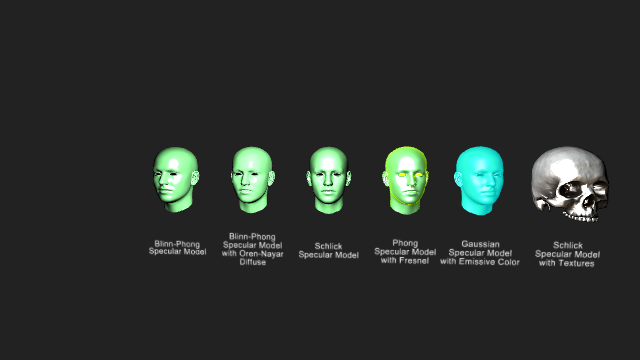 Blinn-Phong
Specular Model
Blinn-Phong
Specular Model
with Oren-Nayar
Diffuse
Schlick
Specular Model
Phong
Specular Model
with Fresnel
Gaussian
Specular Model
with Emissive Color
Schlick
Specular Model
with Textures